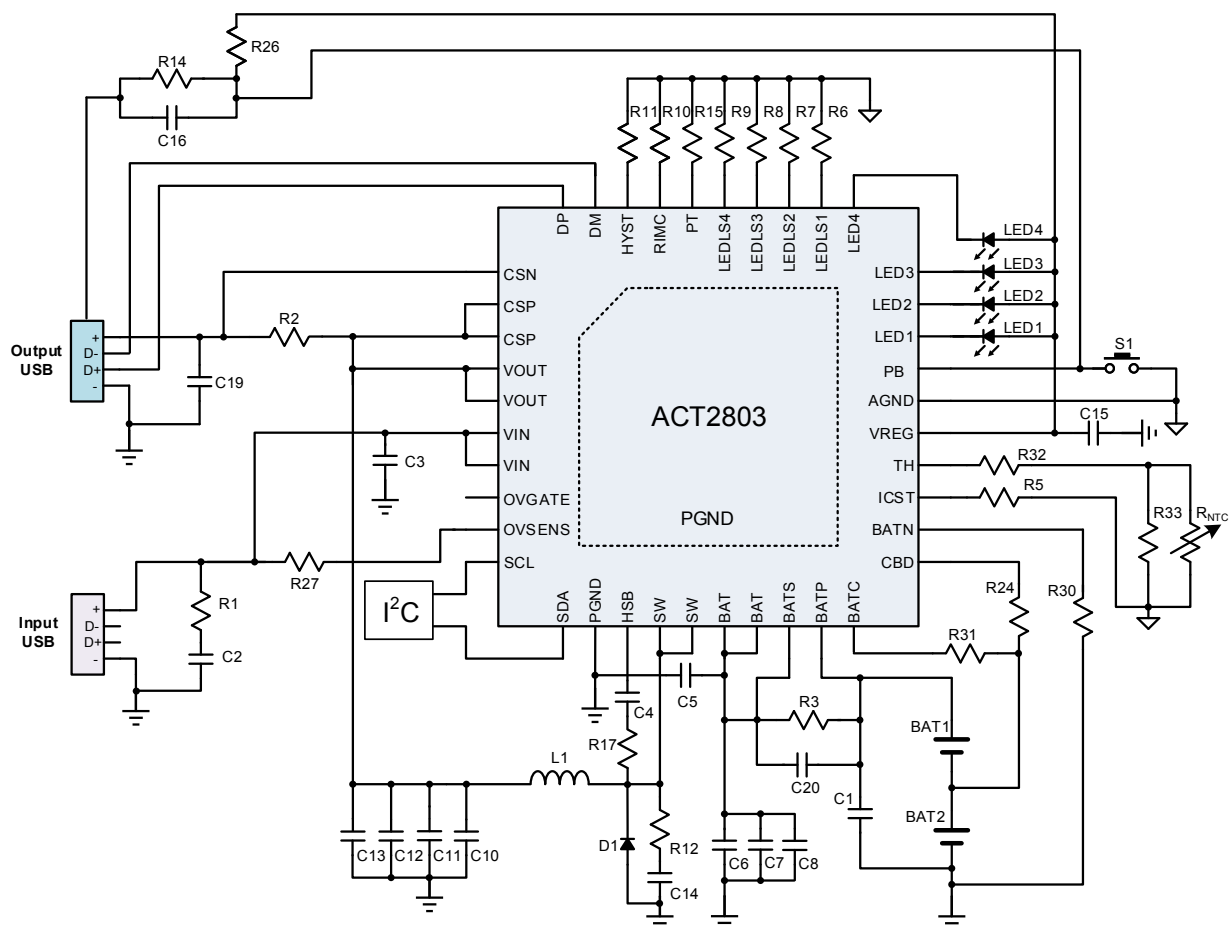 R26
R14
C16
R11
R10
R15
R9
R8
R7
R6
DP
DM
HYST
RIMC
PT
LEDLS4
LEDLS3
LEDLS2
LEDLS1
LED4
LED4
LED3
LED2
LED1
CSN
CSP
CSP
VOUT
VOUT
VIN
VIN
OVGATE
OVSENS
SCL
LED3
LED2
LED1
PB
AGND
VREG
TH
ICST
BATN
CBD
S1
R2
Output
USB
+
D-
D+
-
C19
ACT2803
C15
C3
R32
R5
R33
RNTC
PGND
R27
R1
I²C
Input
USB
+
D-
D+
-
C2
SDA
PGND
HSB
SW
SW
BAT
BAT
BATS
BATP
BATC
R24
R30
R31
C5
C4
R3
R17
BAT1
L1
C20
C1
BAT2
C13
C12
C11
C10
D1
R12
C14
C6
C7
C8